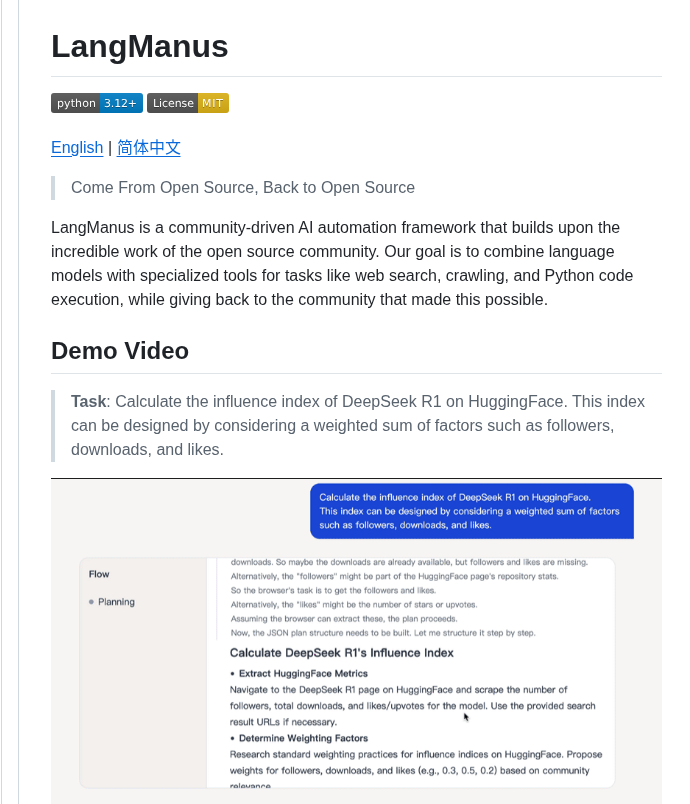 LangManus
python 3.12+ License MIT
English | 简体中文
Come From Open Source, Back to Open Source
LangManus is a community-driven AI automation framework that builds upon the
incredible work of the open source community. Our goal is to combine language
models with specialized tools for tasks like web search, crawling, and Python code
execution, while giving back to the community that made this possible.
Demo Video
Task: Calculate the influence index of DeepSeek R1 on HuggingFace. This index
can be designed by considering a weighted sum of factors such as followers,
downloads, and likes.
Calculate the influence index of DeepSeek R1 on HuggingFace.
This index can be designed by considering a weighted sum of factors
such as followers, downloads, and likes.
Flow
Planning
downloads. So maybe the downloads are already available, but followers and likes are missing.
Alternatively, the "followers" might be part of the HuggingFace page's repository stats.
So the browser's task is to get the followers and likes.
Alternatively, the "likes" might be the number of stars or upvotes.
Assuming the browser can extract these, the plan proceeds.
Now, the JSON plan structure needs to be built. Let me structure it step by step.
Calculate DeepSeek R1's Influence Index
• Extract HuggingFace Metrics
Navigate to the DeepSeek R1 page on HuggingFace and scrape the number of
followers, total downloads, and likes/upvotes for the model. Use the provided search
result URLs if necessary.
• Determine Weighting Factors
Research standard weighting practices for influence indices on HuggingFace. Propose
weights for followers, downloads, and likes (e.g., 0.3, 0.5, 0.2) based on community
relevance.